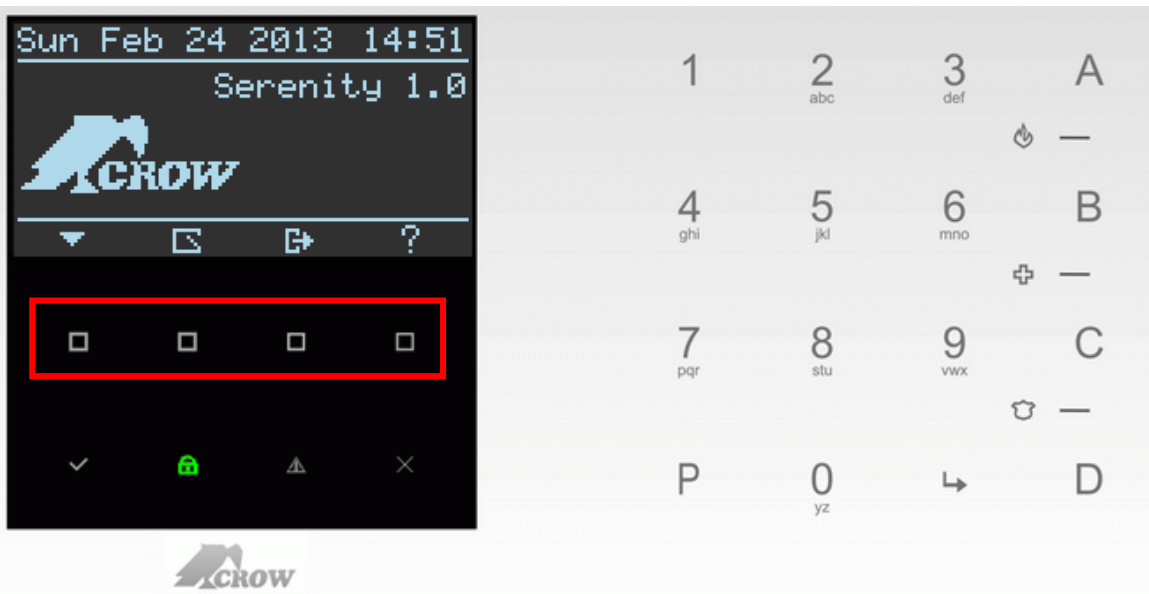 Sun Feb 24 2013 14:51
Serenity 1.0
CROW
?
1 2 3 A
abc def
4 5 6 B
ghi jkl mno
7 8 9 C
pqr stu vwx
P 0 D
yz
CROW